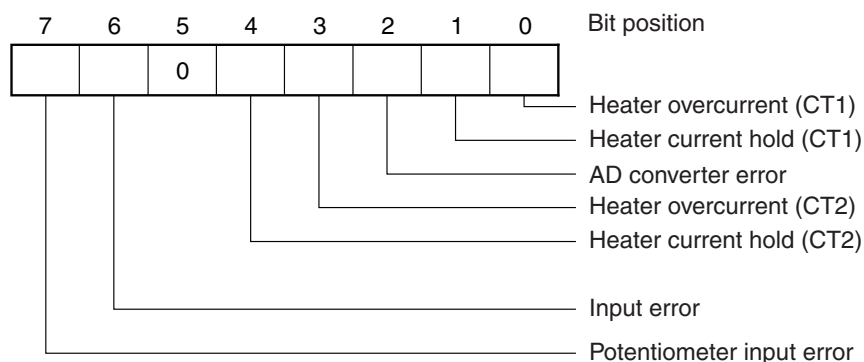 7 6 5 4 3 2 1 0 Bit position
0
Heater overcurrent (CT1)
Heater current hold (CT1)
AD converter error
Heater overcurrent (CT2)
Heater current hold (CT2)
Input error
Potentiometer input error